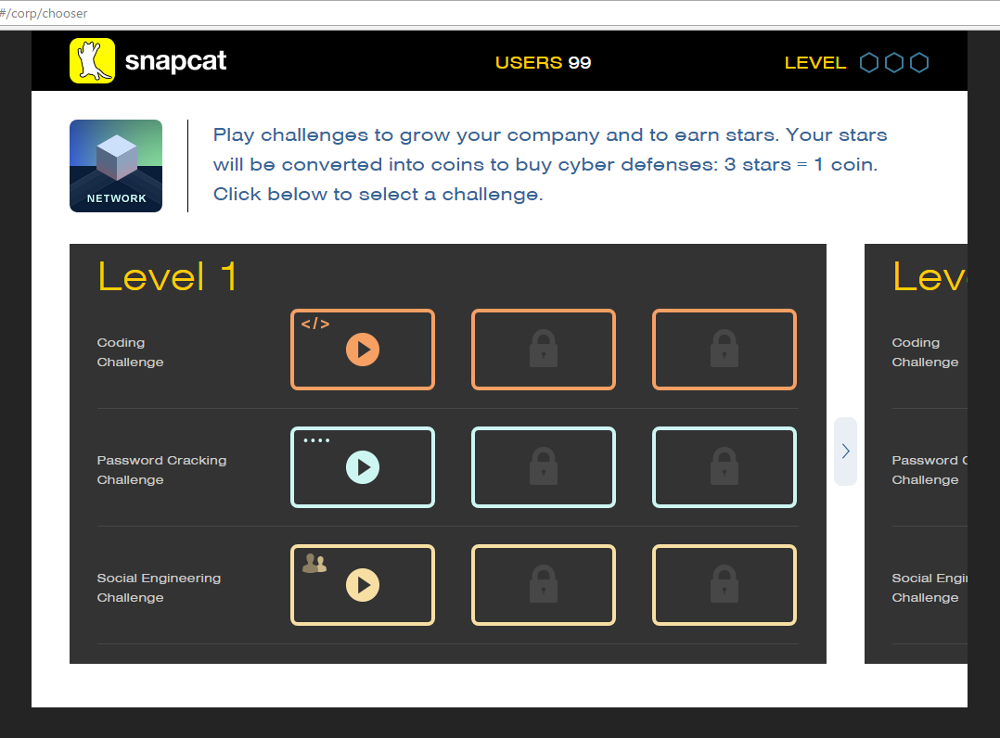 #/corp/chooser
snapcat
USERS 99
LEVEL
NETWORK
Play challenges to grow your company and to earn stars. Your stars
will be converted into coins to buy cyber defenses: 3 stars = 1 coin.
Click below to select a challenge.
Level 1
</>
Coding
Challenge
Password Cracking
Challenge
Social Engineering
Challenge
Lev
Coding
Challenge
Password C
Challenge
Social Engin
Challenge